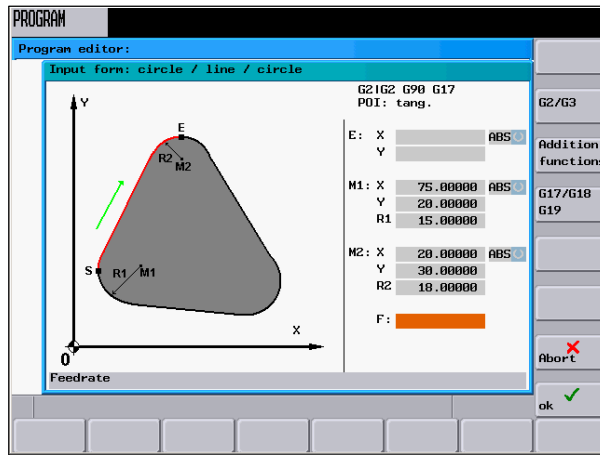 PROGRAM
Program editor:
Input form: circle / line / circle
G2|G2 G90 G17
POI: tang.
Y
E
R2
M2
S
R1
M1
X
0
E: X ABS
Y
M1: X 75.00000 ABS
Y 20.00000
R1 15.00000
M2: X 20.00000 ABS
Y 30.00000
R2 18.00000
F:
Feedrate
G2/G3
Addition
functions
G17/G18
G19
Abort
ok